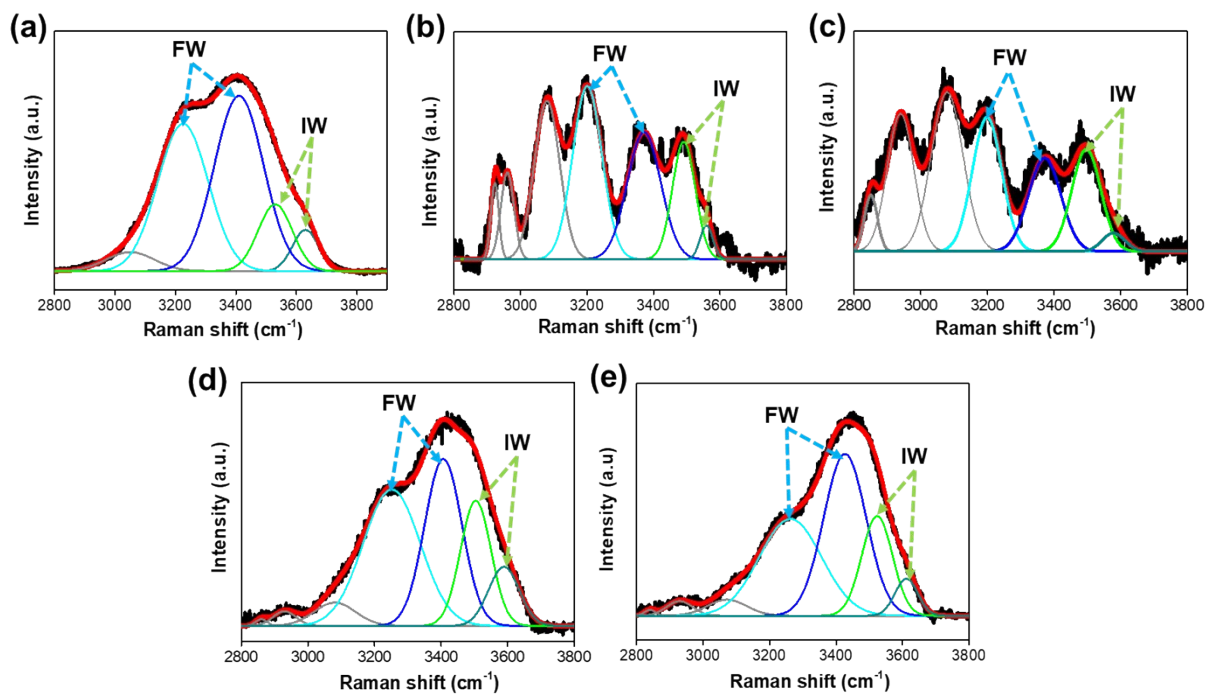 (a)
FW
IW
Intensity (a.u.)
2800 3000 3200 3400 3600 3800
Raman shift (cm⁻¹)
(b)
FW
IW
Intensity (a.u.)
2800 3000 3200 3400 3600 3800
Raman shift (cm⁻¹)
(c)
FW
IW
Intensity (a.u.)
2800 3000 3200 3400 3600 3800
Raman shift (cm⁻¹)
(d)
FW
IW
Intensity (a.u.)
2800 3000 3200 3400 3600 3800
Raman shift (cm⁻¹)
(e)
FW
IW
Intensity (a.u)
2800 3000 3200 3400 3600 3800
Raman shift (cm⁻¹)